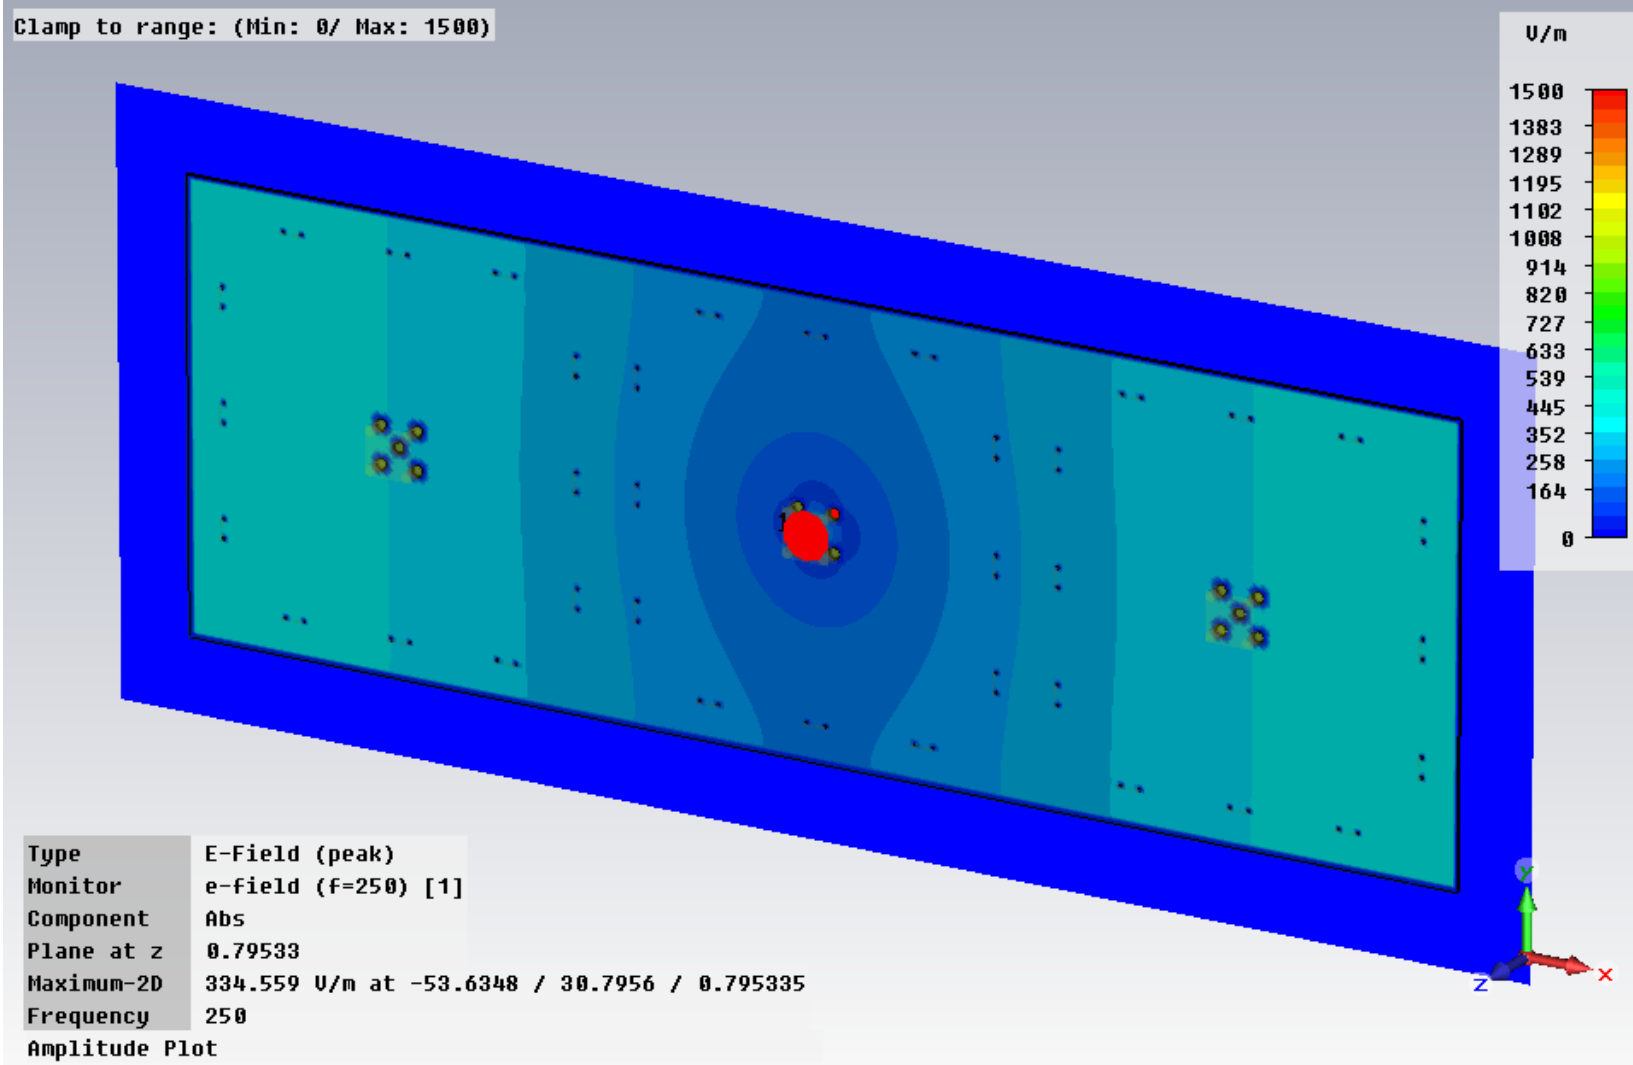 Clamp to range: (Min: 0/ Max: 1500)
V/m
1500
1383
1289
1195
1102
1008
914
820
727
633
539
445
352
258
164
0
1
Type E-Field (peak)
Monitor e-field (f=250) [1]
Component Abs
Plane at z 0.79533
Maximum-2D 334.559 V/m at -53.6348 / 30.7956 / 0.795335
Frequency 250
Amplitude Plot
y
x
z